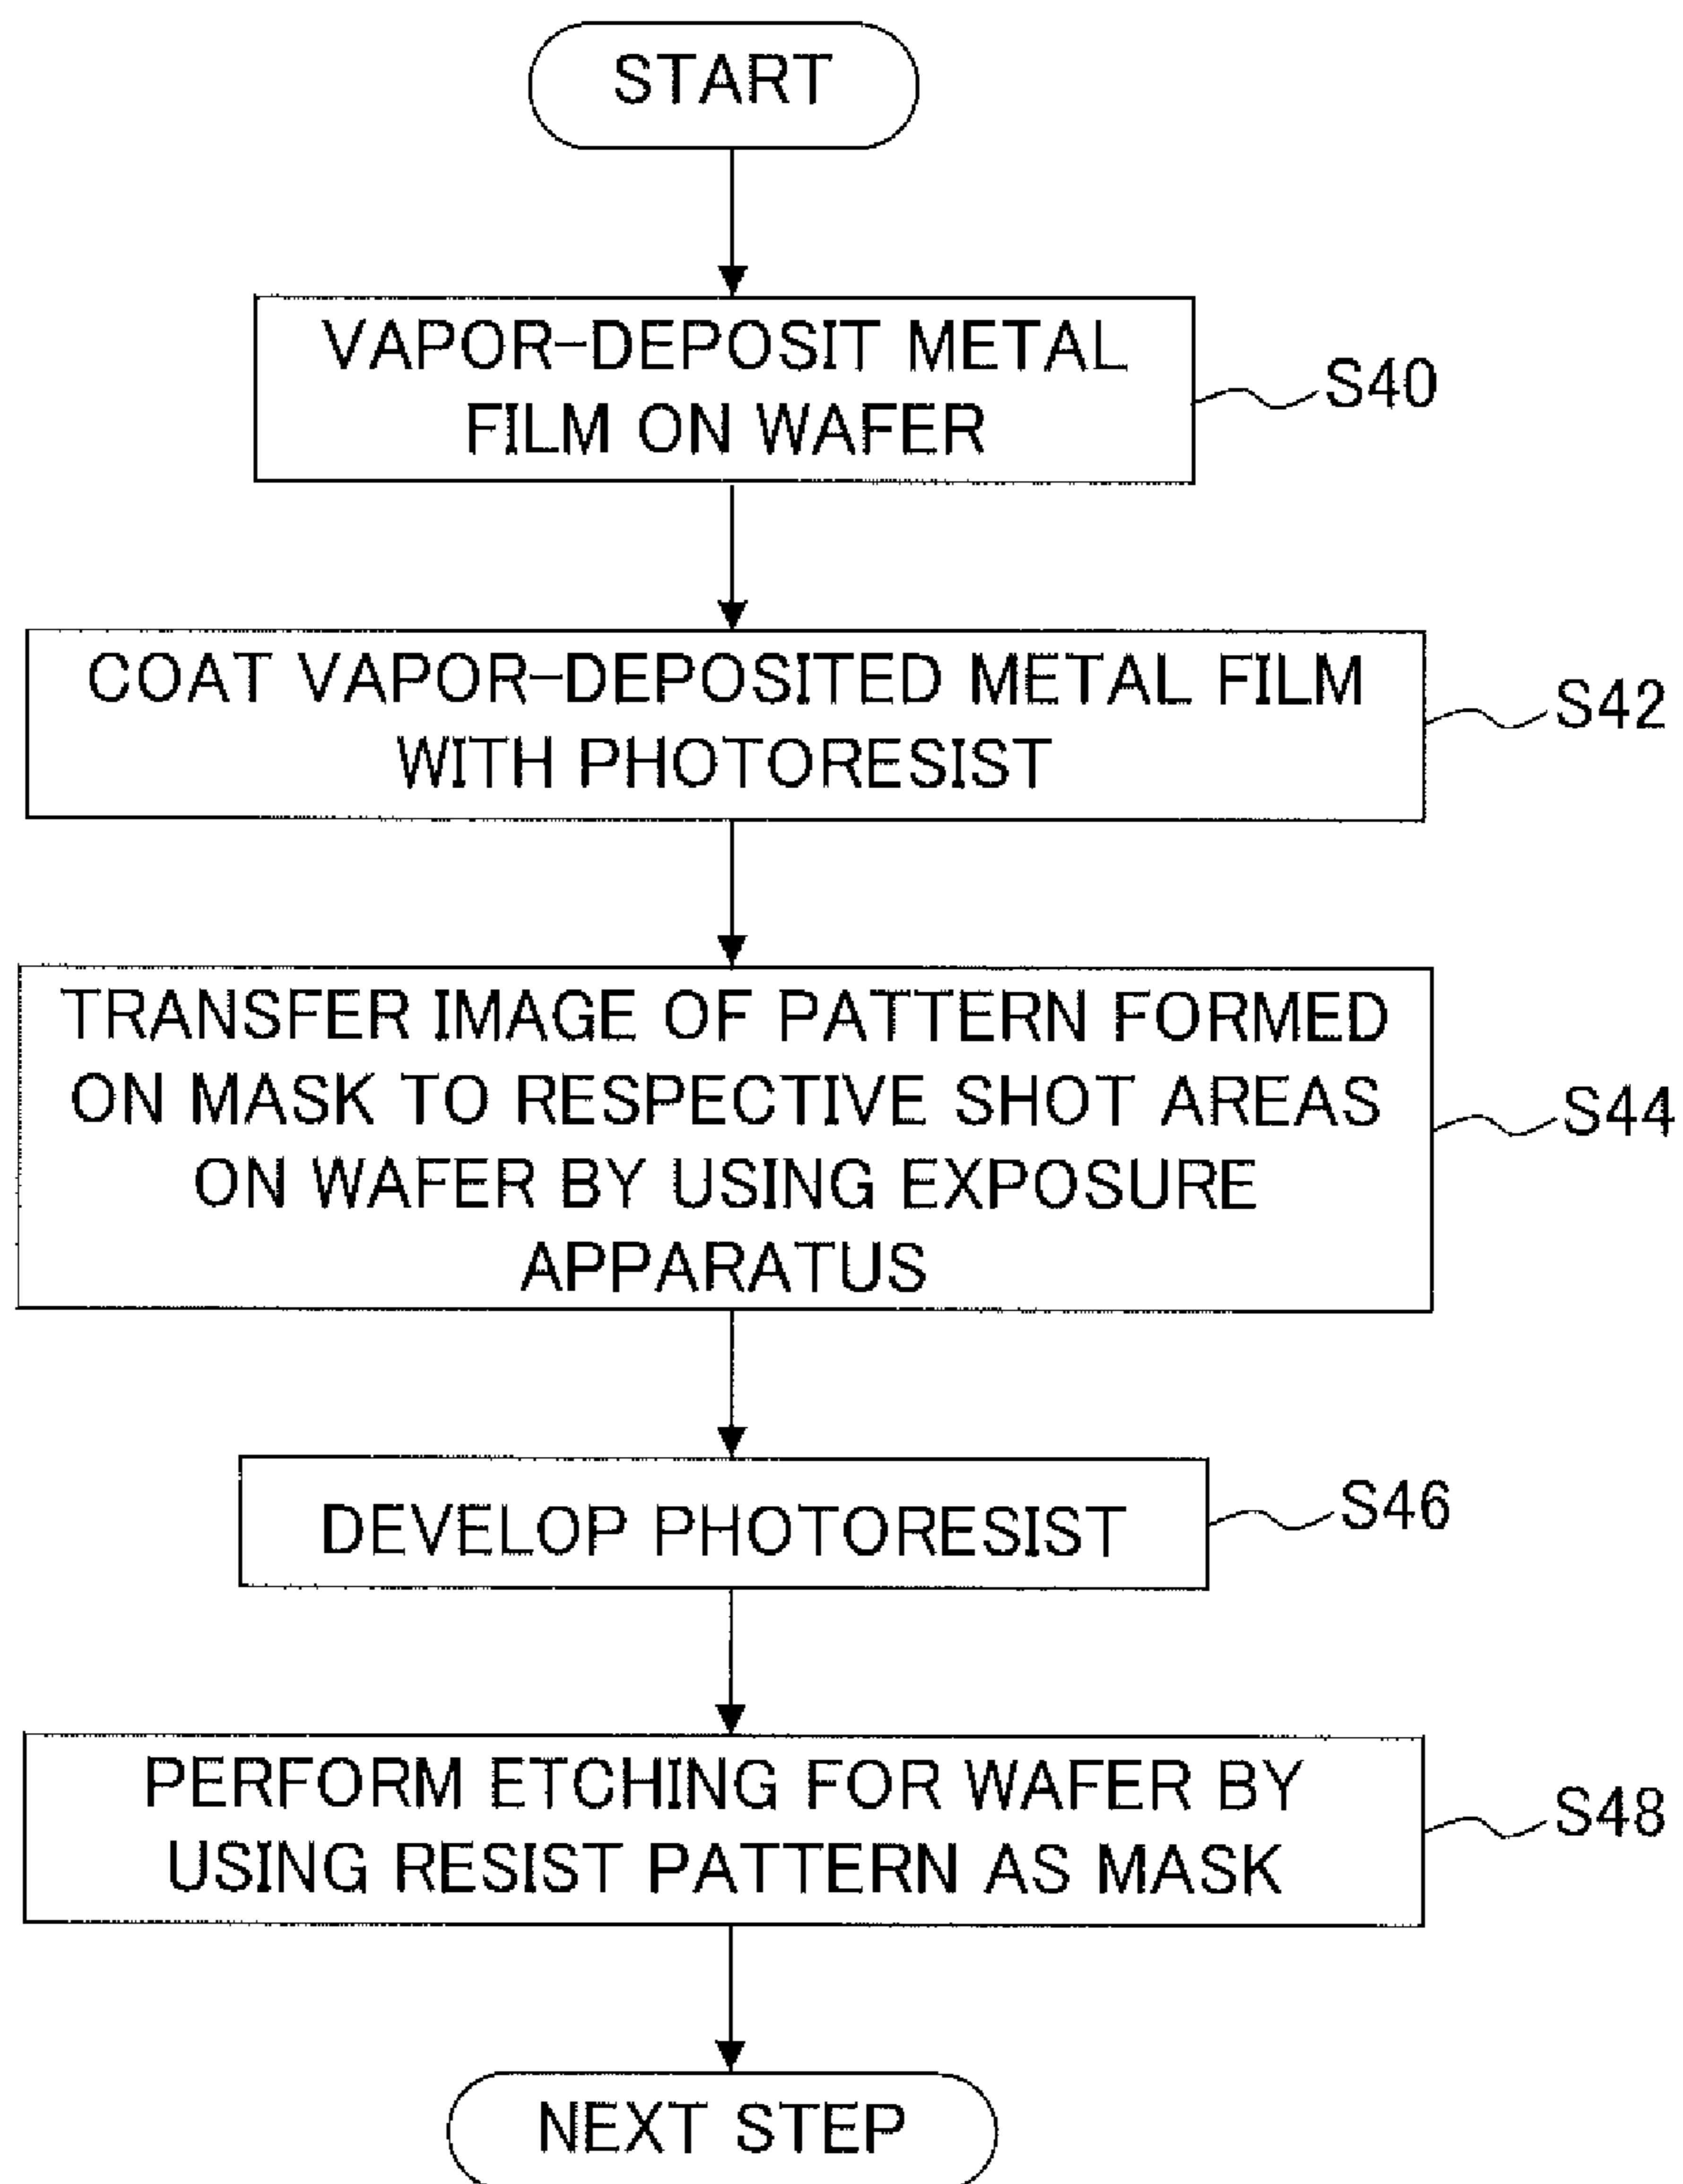 START
VAPOR-DEPOSIT METAL
FILM ON WAFER
S40
COAT VAPOR-DEPOSITED METAL FILM
WITH PHOTORESIST
S42
TRANSFER IMAGE OF PATTERN FORMED
ON MASK TO RESPECTIVE SHOT AREAS
ON WAFER BY USING EXPOSURE
APPARATUS
S44
DEVELOP PHOTORESIST
S46
PERFORM ETCHING FOR WAFER BY
USING RESIST PATTERN AS MASK
S48
NEXT STEP